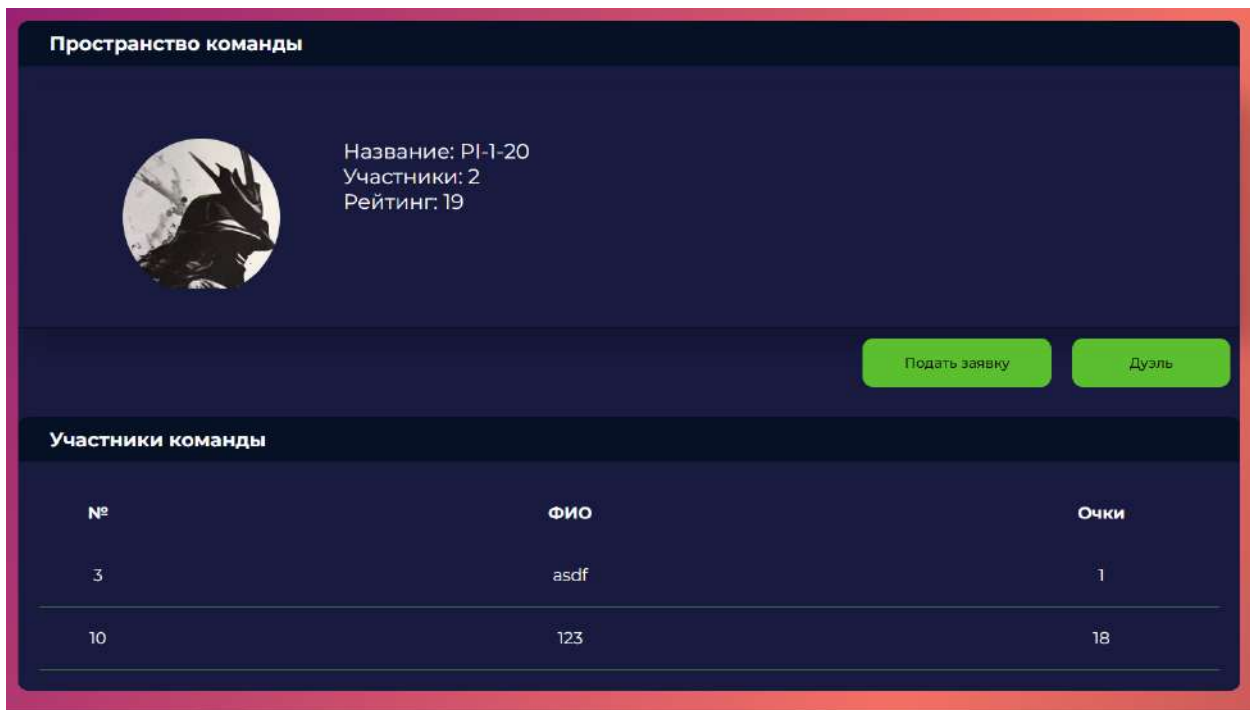 Пространство команды
Название: PI-1-20
Участники: 2
Рейтинг: 19
Подать заявку Дуэль
Участники команды
№ ФИО Очки
3 asdf 1
10 123 18